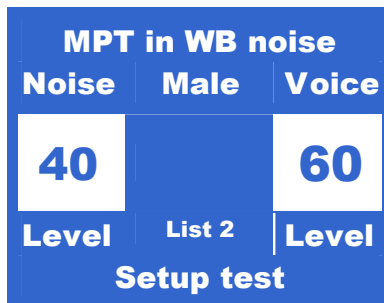 MPT in WB noise
Noise Male Voice
40 60
Level List 2 Level
Setup test